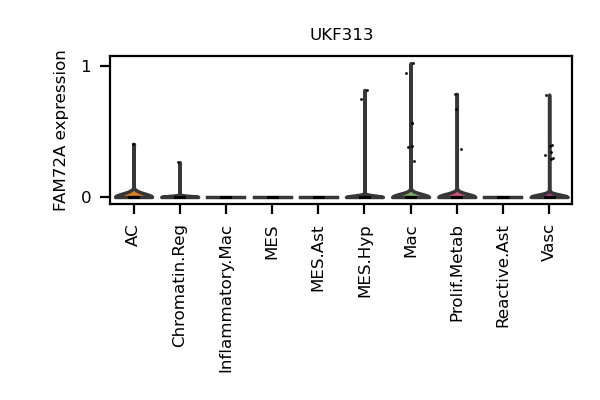 UKF313
FAM72A expression
1
0
AC
Chromatin.Reg
Inflammatory.Mac
MES
MES.Ast
MES.Hyp
Mac
Prolif.Metab
Reactive.Ast
Vasc